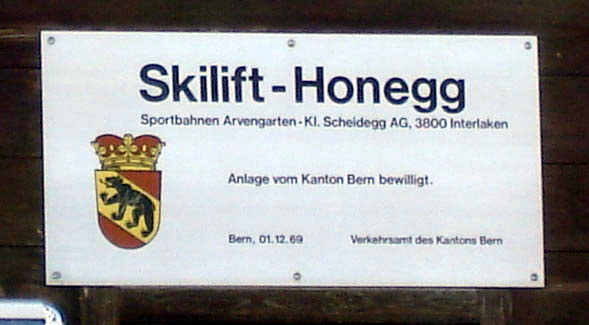 Skilift - Honegg
Sportbahnen Arvengarten - Kl. Scheidegg AG, 3800 Interlaken
Anlage vom Kanton Bern bewilligt.
Bern, 01.12.69 Verkehrsamt des Kantons Bern